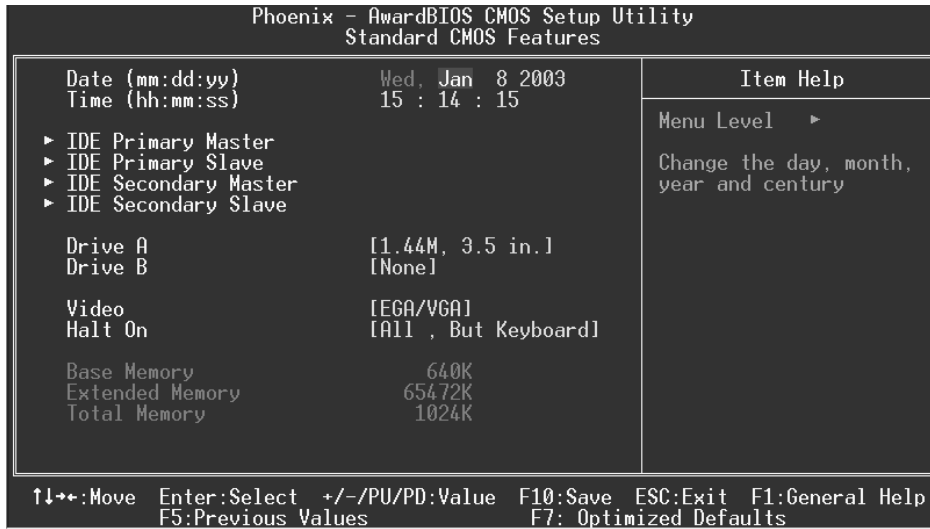 Phoenix - AwardBIOS CMOS Setup Utility
Standard CMOS Features
Date (mm:dd:yy) Wed, Jan 8 2003
Time (hh:mm:ss) 15 : 14 : 15
► IDE Primary Master
► IDE Primary Slave
► IDE Secondary Master
► IDE Secondary Slave
Drive A [1.44M, 3.5 in.]
Drive B [None]
Video [EGA/VGA]
Halt On [All , But Keyboard]
Base Memory 640K
Extended Memory 65472K
Total Memory 1024K
Item Help
Menu Level ►
Change the day, month,
year and century
↑↓→←:Move Enter:Select +/-/PU/PD:Value F10:Save ESC:Exit F1:General Help
F5:Previous Values F7: Optimized Defaults